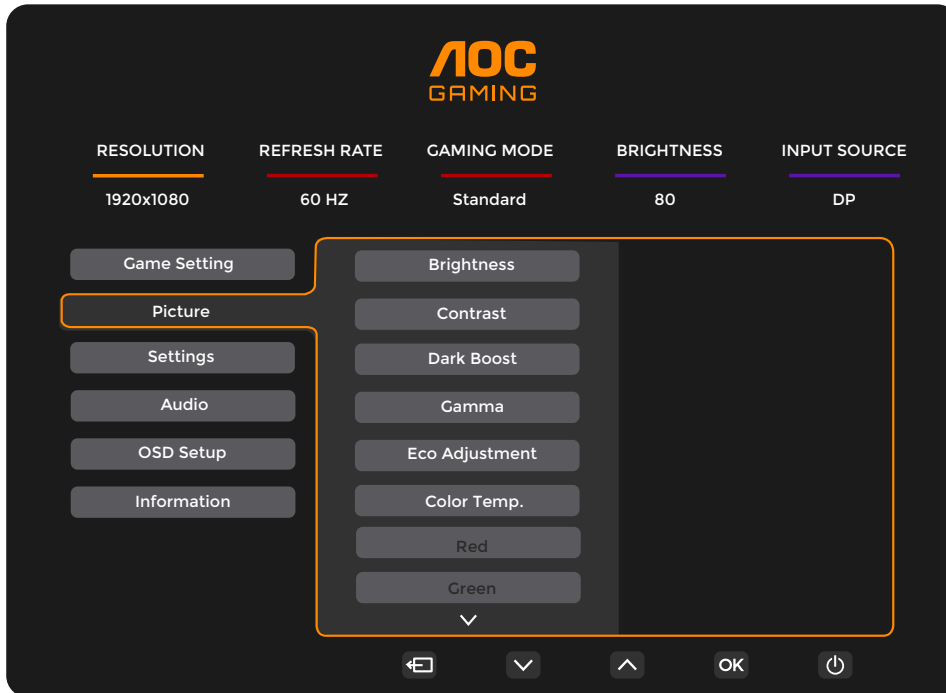 AOC
GAMING
RESOLUTION REFRESH RATE GAMING MODE BRIGHTNESS INPUT SOURCE
1920x1080 60 HZ Standard 80 DP
Game Setting
Picture
Settings
Audio
OSD Setup
Information
Brightness
Contrast
Dark Boost
Gamma
Eco Adjustment
Color Temp.
Red
Green
OK